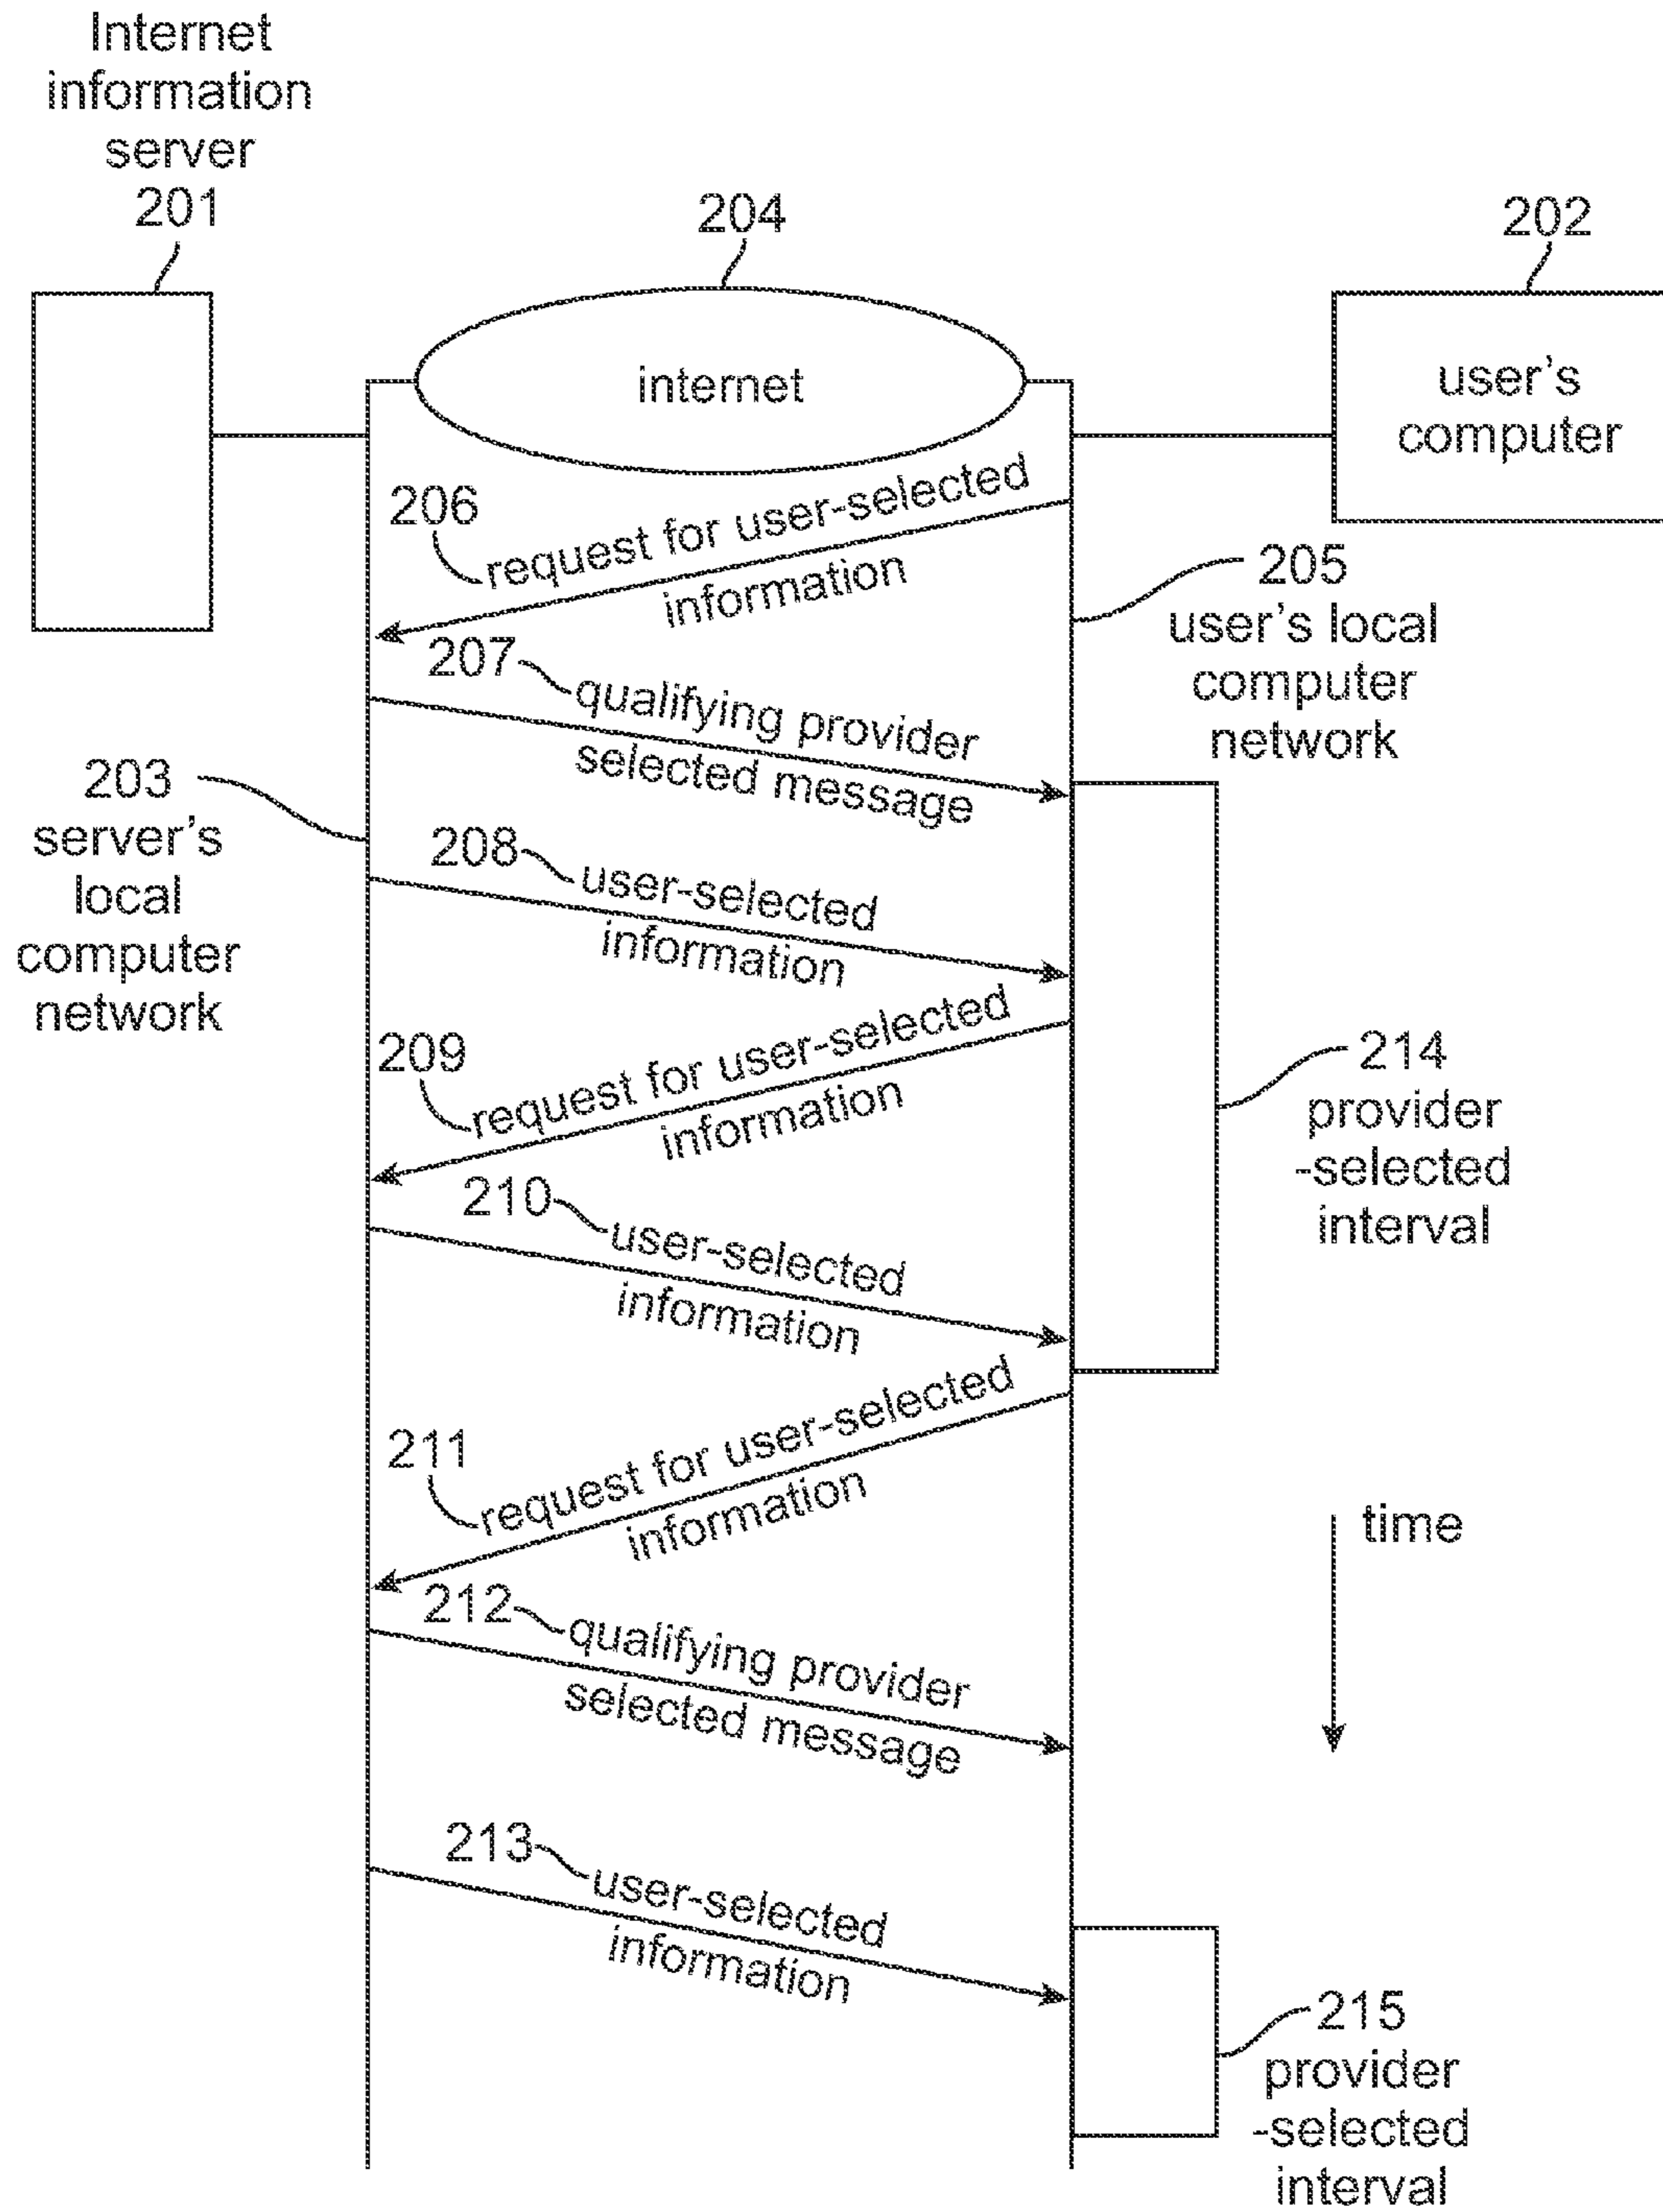 Internet
information
server
201
204
202
internet
user's
computer
206
request for user-selected
information
205
user's local
computer
network
207
qualifying provider
selected message
203
server's
local
computer
network
208
user-selected
information
209
request for user-selected
information
214
provider
-selected
interval
210
user-selected
information
211
request for user-selected
information
time
212
qualifying provider
selected message
213
user-selected
information
215
provider
-selected
interval